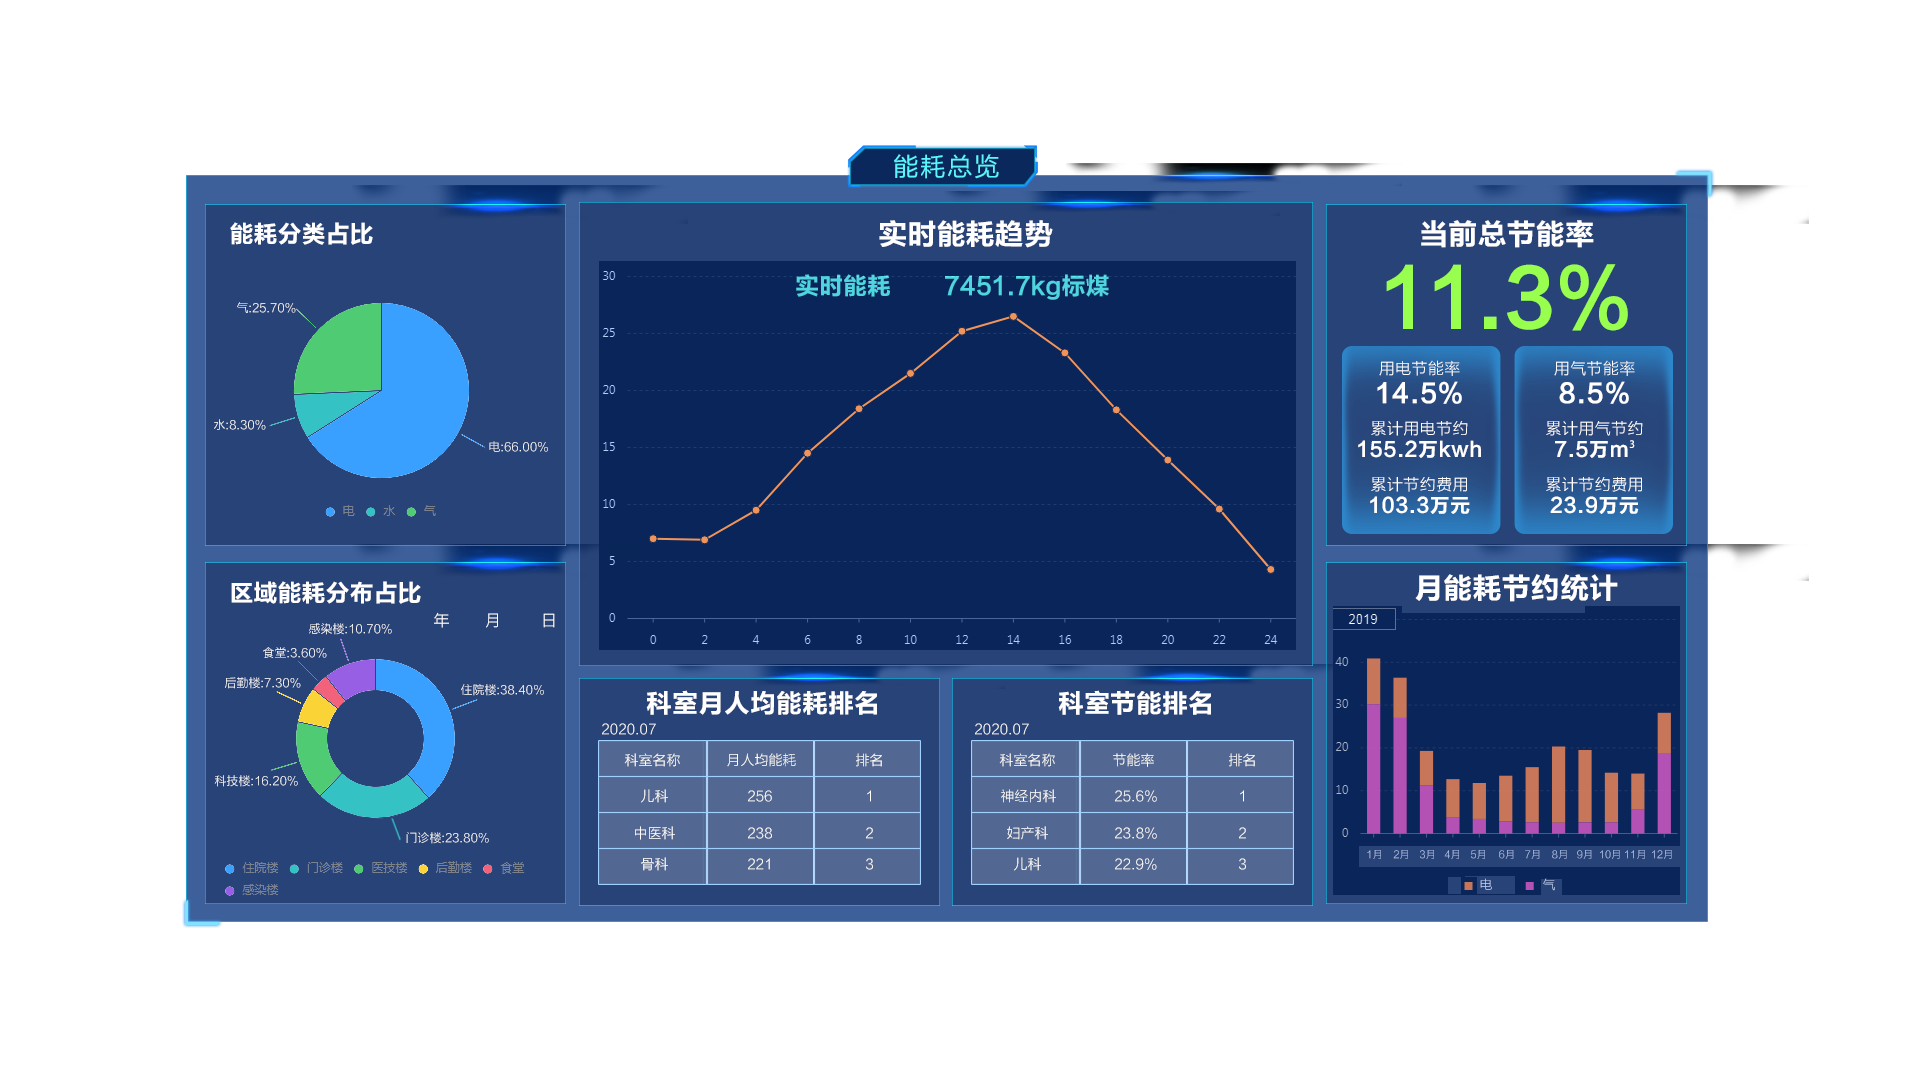 能耗总览
能耗分类占比
气:25.70%
水:8.30%
电:66.00%
电 水 气
区域能耗分布占比
年 月 日
感染楼:10.70%
食堂:3.60%
后勤楼:7.30%
住院楼:38.40%
科技楼:16.20%
门诊楼:23.80%
住院楼 门诊楼 医技楼 后勤楼 食堂
感染楼
实时能耗趋势
实时能耗 7451.7kg标煤
30
25
20
15
10
5
0
0 2 4 6 8 10 12 14 16 18 20 22 24
科室月人均能耗排名
2020.07
科室名称 月人均能耗 排名
儿科 256 1
中医科 238 2
骨科 221 3
科室节能排名
2020.07
科室名称 节能率 排名
神经内科 25.6% 1
妇产科 23.8% 2
儿科 22.9% 3
当前总节能率
11.3%
用电节能率
14.5%
累计用电节约
155.2万kwh
累计节约费用
103.3万元
用气节能率
8.5%
累计用气节约
7.5万m³
累计节约费用
23.9万元
月能耗节约统计
2019
40
30
20
10
0
1月 2月 3月 4月 5月 6月 7月 8月 9月 10月 11月 12月
电 气